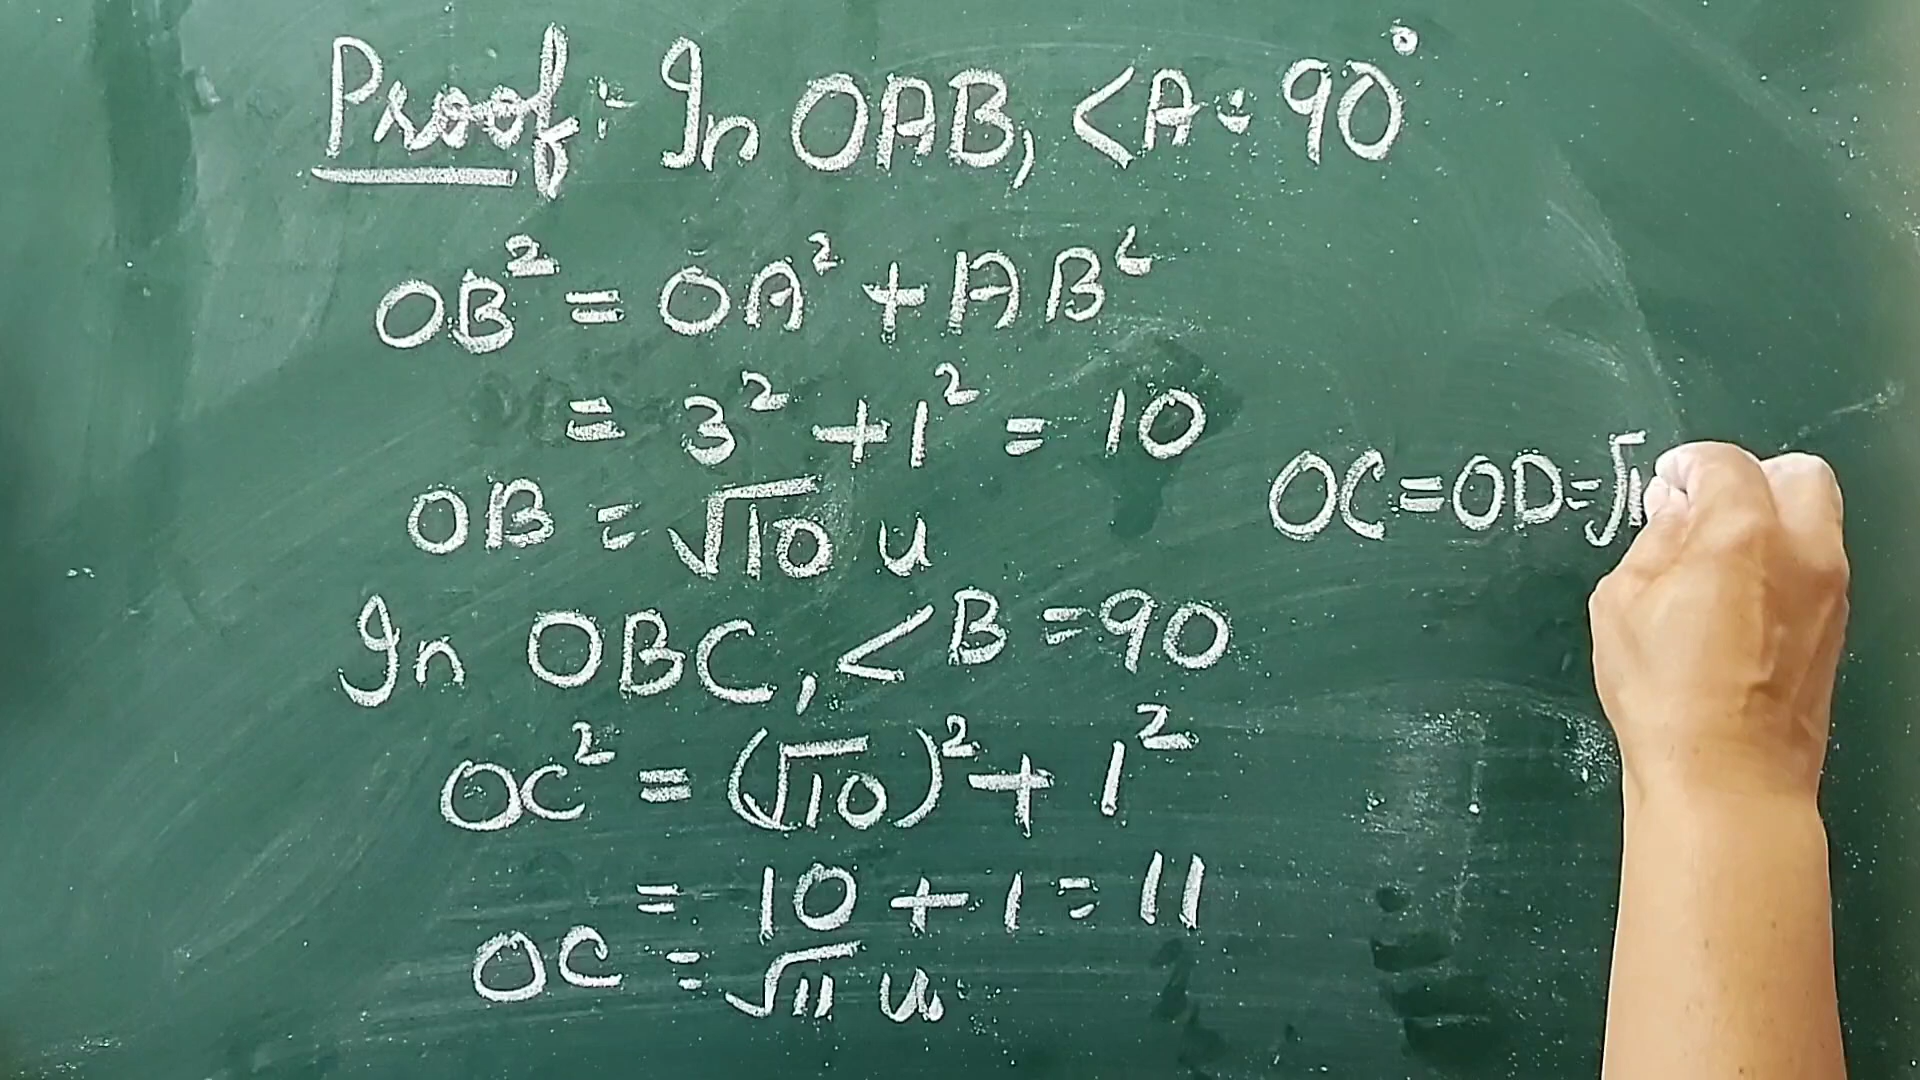 Proof:- In OAB, <A = 90°
OB² = OA² + AB²
= 3² + 1² = 10
OB = √10 u
In OBC, <B = 90
OC² = (√10)² + 1²
= 10 + 1 = 11
OC = √11 u.
OC = OD = √1